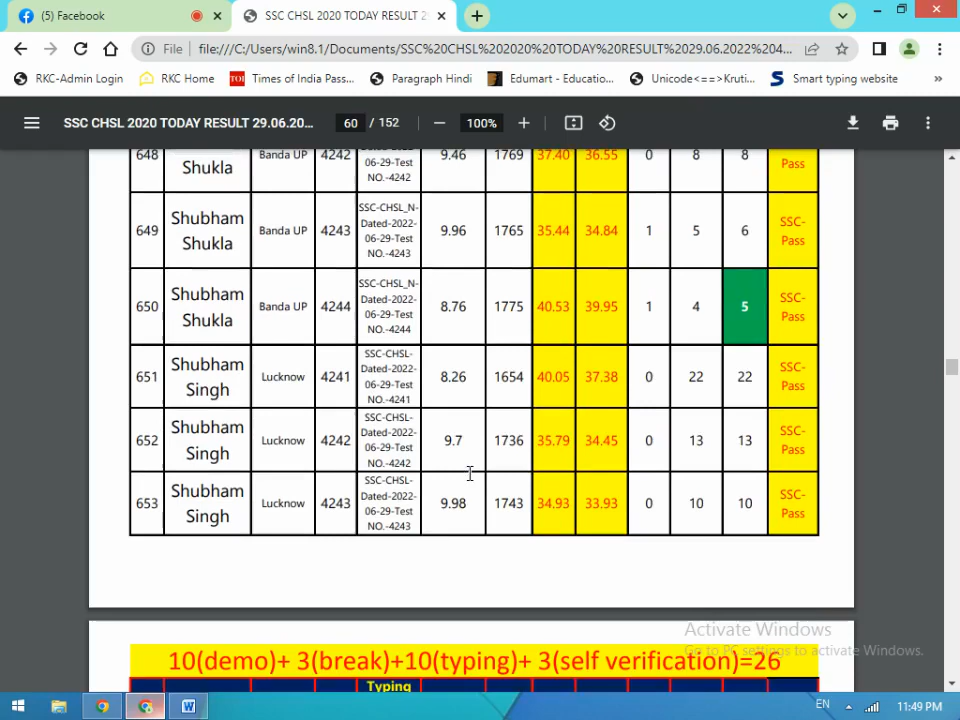 (5) Facebook
SSC CHSL 2020 TODAY RESULT 29.06.2
File
file:///C:/Users/win8.1/Documents/SSC%20CHSL%202020%20TODAY%20RESULT%2029.06.2022%204...
RKC-Admin Login
RKC Home
TOI
Times of India Pass...
Paragraph Hindi
Edumart - Educatio...
Unicode<==>Kruti...
Smart typing website
»
SSC CHSL 2020 TODAY RESULT 29.06.20...
60 / 152
100%
648 Shukla Banda UP 4242 06-29-Test NO.-4242 9.46 1769 37.40 36.55 0 8 8 Pass
649 Shubham Shukla Banda UP 4243 SSC-CHSL_N-Dated-2022-06-29-Test NO.-4243 9.96 1765 35.44 34.84 1 5 6 SSC-Pass
650 Shubham Shukla Banda UP 4244 SSC-CHSL_N-Dated-2022-06-29-Test NO.-4244 8.76 1775 40.53 39.95 1 4 5 SSC-Pass
651 Shubham Singh Lucknow 4241 SSC-CHSL-Dated-2022-06-29-Test NO.-4241 8.26 1654 40.05 37.38 0 22 22 SSC-Pass
652 Shubham Singh Lucknow 4242 SSC-CHSL-Dated-2022-06-29-Test NO.-4242 9.7 1736 35.79 34.45 0 13 13 SSC-Pass
653 Shubham Singh Lucknow 4243 SSC-CHSL-Dated-2022-06-29-Test NO.-4243 9.98 1743 34.93 33.93 0 10 10 SSC-Pass
Activate Windows
Go to PC settings to activate Windows.
10(demo)+ 3(break)+10(typing)+ 3(self verification)=26
Typing
EN
11:49 PM